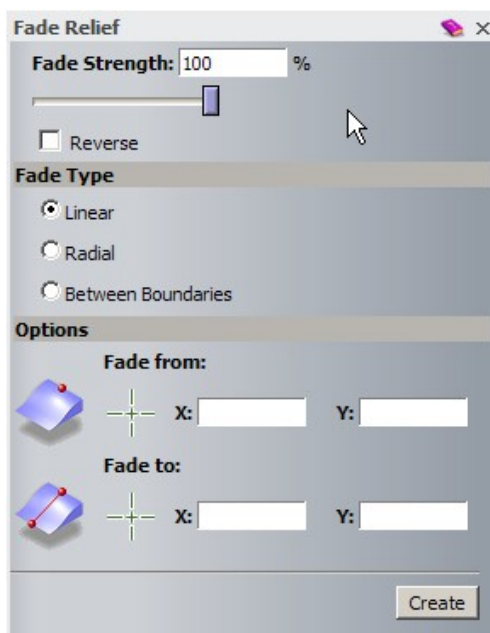 Fade Relief
Fade Strength: 100 %
Reverse
Fade Type
Linear
Radial
Between Boundaries
Options
Fade from:
X: Y:
Fade to:
X: Y:
Create